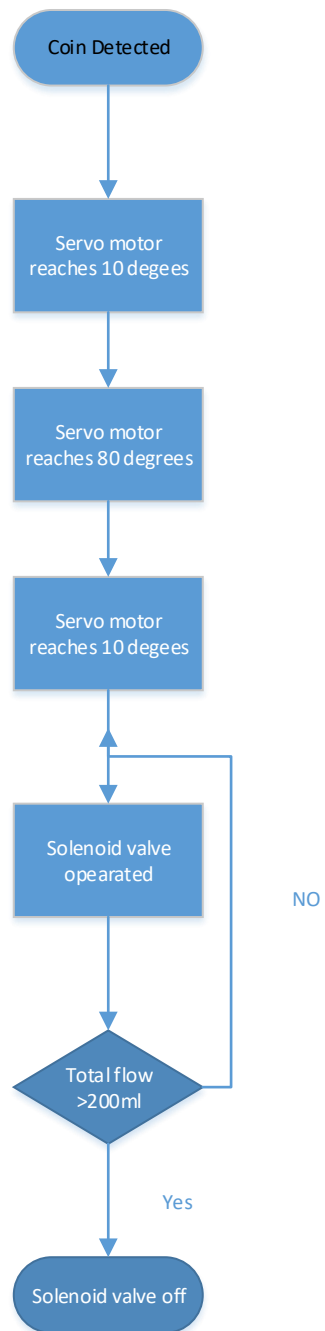 Coin Detected
Servo motor
reaches 10 degees
Servo motor
reaches 80 degrees
Servo motor
reaches 10 degees
Solenoid valve
opearated
NO
Total flow
>200ml
Yes
Solenoid valve off